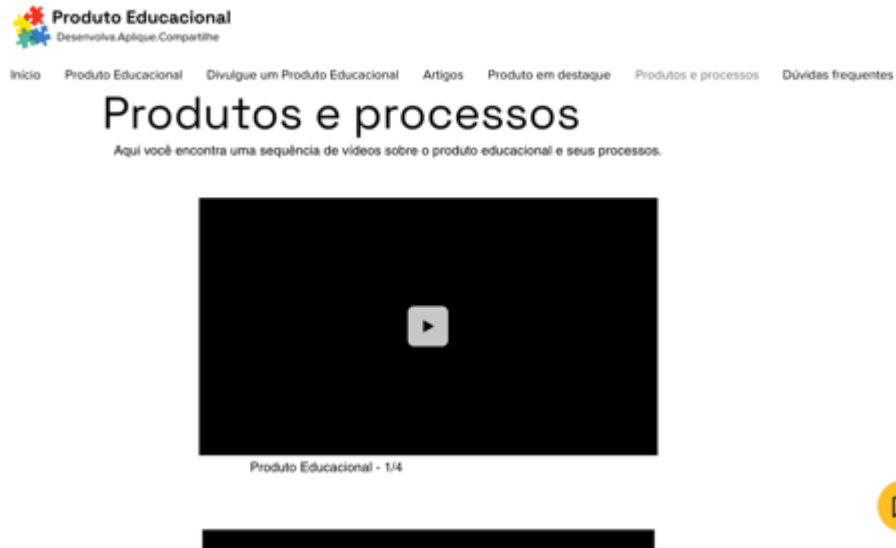 Produto Educacional
Desenvolva.Aplique.Compartilhe
Início Produto Educacional Divulgue um Produto Educacional Artigos Produto em destaque Produtos e processos Dúvidas frequentes
Produtos e processos
Aqui você encontra uma sequência de vídeos sobre o produto educacional e seus processos.
Produto Educacional - 1/4